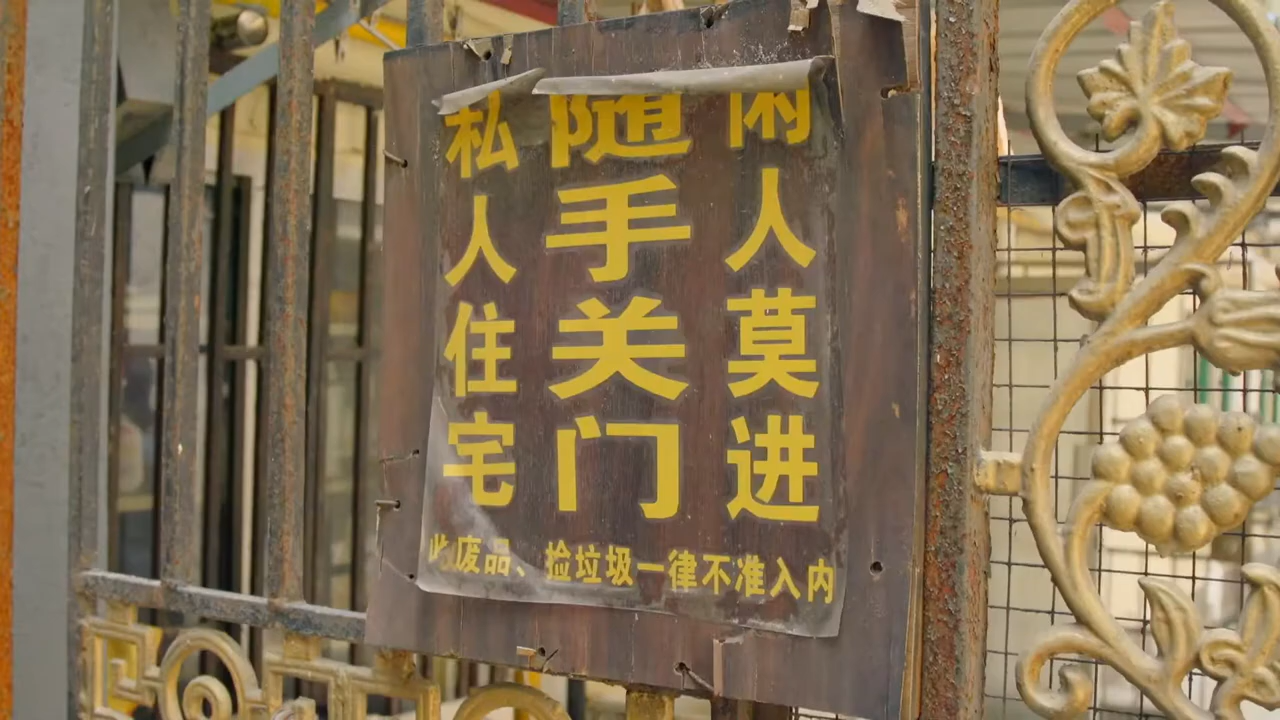 私人住宅
随手关门
闲人莫进
废品、捡垃圾一律不准入内